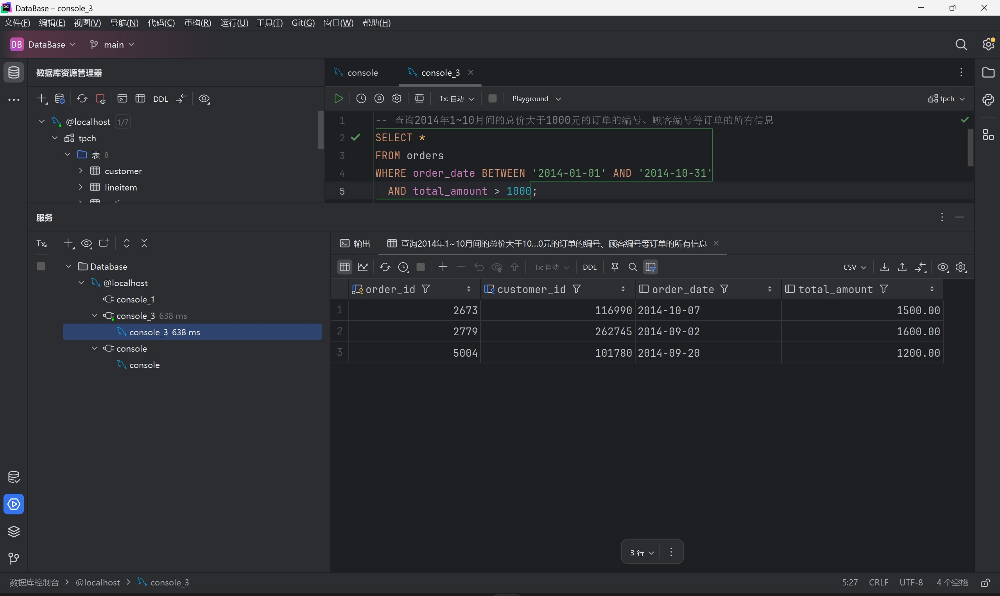 DataBase – console_3
文件(F) 编辑(E) 视图(V) 导航(N) 代码(C) 重构(R) 运行(U) 工具(T) Git(G) 窗口(W) 帮助(H)
DB DataBase main
数据库资源管理器
DDL
@localhost 1/7
tpch
表 8
customer
lineitem
console console_3
Tx: 自动 Playground tpch
1 -- 查询2014年1~10月间的总价大于1000元的订单的编号、顾客编号等订单的所有信息
2 SELECT *
3 FROM orders
4 WHERE order_date BETWEEN '2014-01-01' AND '2014-10-31'
5 AND total_amount > 1000;
服务
Tx
Database
@localhost
console_1
console_3 638 ms
console_3 638 ms
console
console
输出 查询2014年1~10月间的总价大于10...0元的订单的编号、顾客编号等订单的所有信息
Tx: 自动 DDL CSV
order_id customer_id order_date total_amount
1 2673 116990 2014-10-07 1500.00
2 2779 262745 2014-09-02 1600.00
3 5004 101780 2014-09-20 1200.00
3 行
数据库控制台 @localhost console_3
5:27 CRLF UTF-8 4 个空格